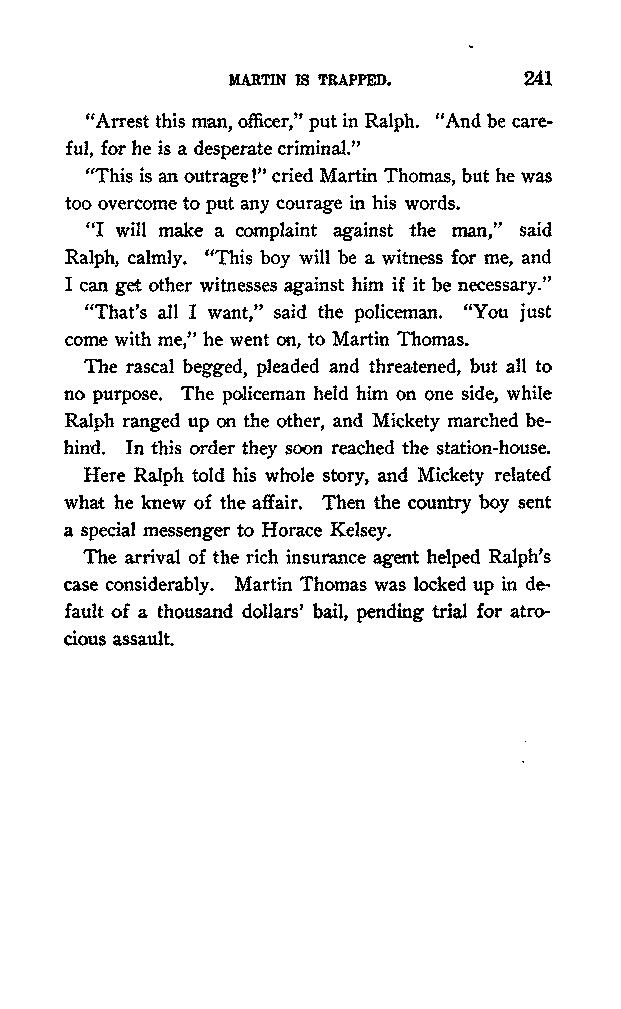 MARTIN IS TRAPPED. 241
“Arrest this man, officer,” put in Ralph. “And be care-
ful, for he is a desperate criminal.”
“This is an outrage!” cried Martin Thomas, but he was
too overcome to put any courage in his words.
“I will make a complaint against the man,” said
Ralph, calmly. “This boy will be a witness for me, and
I can get other witnesses against him if it be necessary.”
“That’s all I want,” said the policeman. “You just
come with me,” he went on, to Martin Thomas.
The rascal begged, pleaded and threatened, but all to
no purpose. The policeman held him on one side, while
Ralph ranged up on the other, and Mickety marched be-
hind. In this order they soon reached the station-house.
Here Ralph told his whole story, and Mickety related
what he knew of the affair. Then the country boy sent
a special messenger to Horace Kelsey.
The arrival of the rich insurance agent helped Ralph’s
case considerably. Martin Thomas was locked up in de-
fault of a thousand dollars’ bail, pending trial for atro-
cious assault.